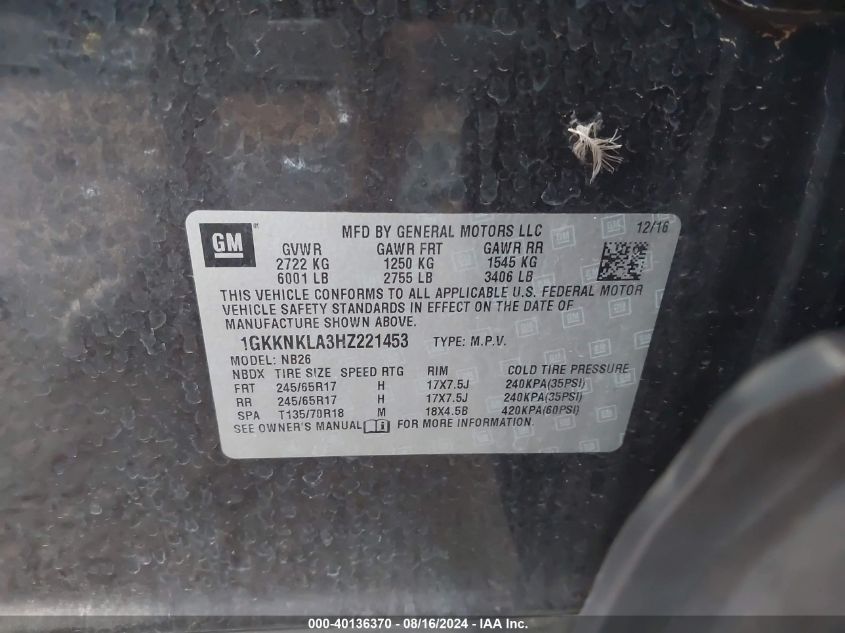 GM
MFD BY GENERAL MOTORS LLC 12/16
GVWR GAWR FRT GAWR RR
2722 KG 1250 KG 1545 KG
6001 LB 2755 LB 3406 LB
THIS VEHICLE CONFORMS TO ALL APPLICABLE U.S. FEDERAL MOTOR
VEHICLE SAFETY STANDARDS IN EFFECT ON THE DATE OF
MANUFACTURE SHOWN ABOVE.
1GKKNKLA3HZ221453 TYPE: M.P.V.
MODEL: NB26
NBDX TIRE SIZE SPEED RTG RIM COLD TIRE PRESSURE
FRT 245/65R17 H 17X7.5J 240KPA(35PSI)
RR 245/65R17 H 17X7.5J 240KPA(35PSI)
SPA T135/70R18 M 18X4.5B 420KPA(60PSI)
SEE OWNER'S MANUAL FOR MORE INFORMATION.
000-40136370 - 08/16/2024 - IAA Inc.